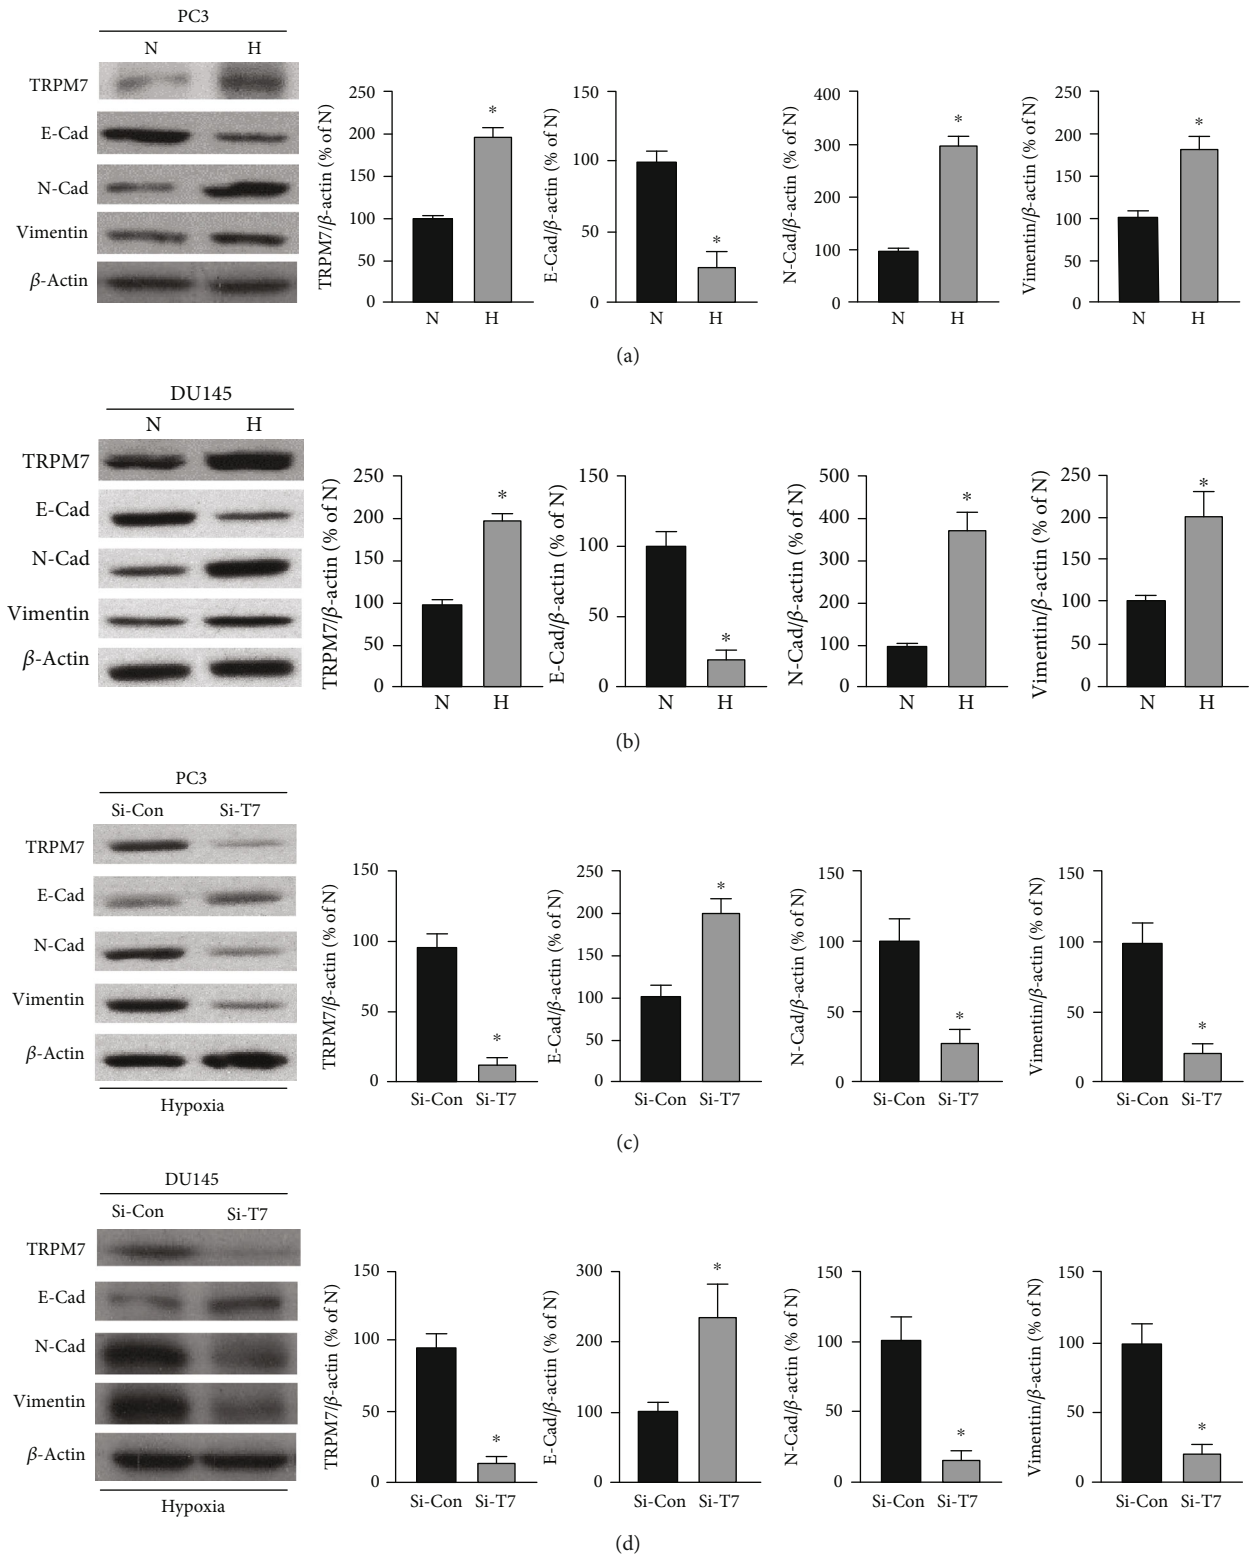 PC3
N H
TRPM7
E-Cad
N-Cad
Vimentin
β-Actin
TRPM7/β-actin (% of N)
250
200
150
100
50
0
*
N H
E-Cad/β-actin (% of N)
150
100
50
0
*
N H
N-Cad/β-actin (% of N)
400
300
200
100
0
*
N H
Vimentin/β-actin (% of N)
250
200
150
100
50
0
*
N H
(a)
DU145
N H
TRPM7
E-Cad
N-Cad
Vimentin
β-Actin
TRPM7/β-actin (% of N)
250
200
150
100
50
0
*
N H
E-Cad/β-actin (% of N)
150
100
50
0
*
N H
N-Cad/β-actin (% of N)
500
400
300
200
100
0
*
N H
Vimentin/β-actin (% of N)
250
200
150
100
50
0
*
N H
(b)
PC3
Si-Con Si-T7
TRPM7
E-Cad
N-Cad
Vimentin
β-Actin
Hypoxia
TRPM7/β-actin (% of N)
150
100
50
0
*
Si-Con Si-T7
E-Cad/β-actin (% of N)
250
200
150
100
50
0
*
Si-Con Si-T7
N-Cad/β-actin (% of N)
150
100
50
0
*
Si-Con Si-T7
Vimentin/β-actin (% of N)
150
100
50
0
*
Si-Con Si-T7
(c)
DU145
Si-Con Si-T7
TRPM7
E-Cad
N-Cad
Vimentin
β-Actin
Hypoxia
TRPM7/β-actin (% of N)
150
100
50
0
*
Si-Con Si-T7
E-Cad/β-actin (% of N)
300
200
100
0
*
Si-Con Si-T7
N-Cad/β-actin (% of N)
150
100
50
0
*
Si-Con Si-T7
Vimentin/β-actin (% of N)
150
100
50
0
*
Si-Con Si-T7
(d)